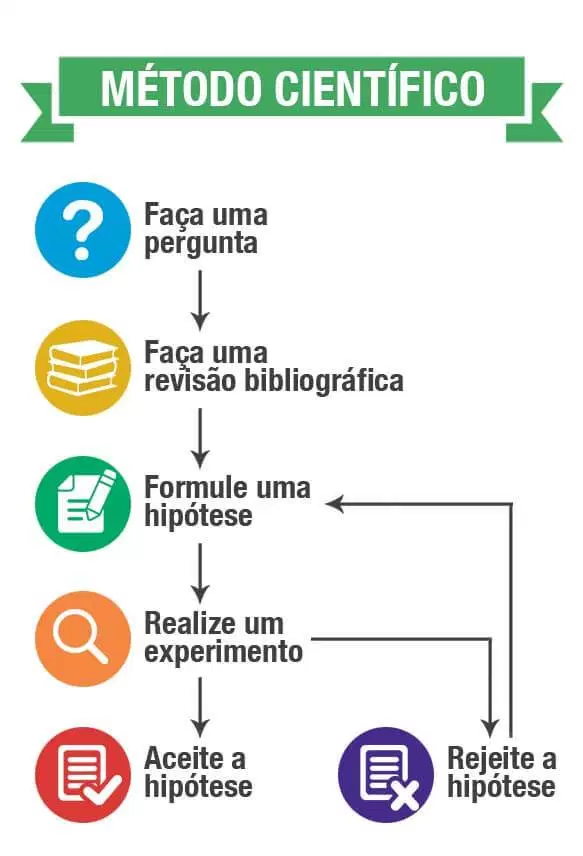 MÉTODO CIENTÍFICO
Faça uma
pergunta
Faça uma
revisão bibliográfica
Formule uma
hipótese
Realize um
experimento
Aceite a
hipótese
Rejeite a
hipótese